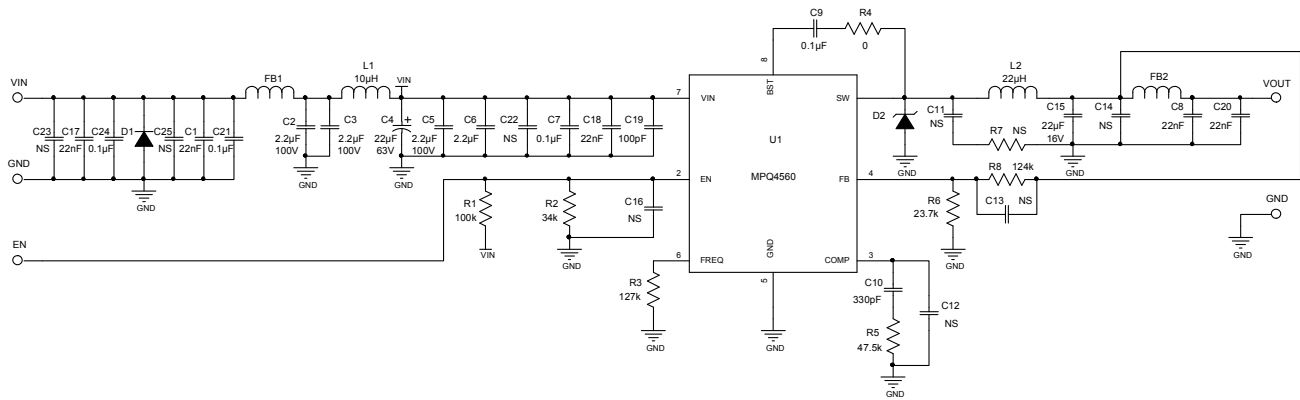 C9
0.1µF
R4
0
8
BST
VIN
FB1
L1
10µH
VIN
C23
NS
C17
22nF
C24
0.1µF
D1
C25
NS
C1
22nF
C21
0.1µF
C2
2.2µF
100V
C3
2.2µF
100V
C4
22µF
63V
+
C5
2.2µF
100V
C6
2.2µF
C22
NS
C7
0.1µF
C18
22nF
C19
100pF
7
VIN
SW
1
U1
MPQ4560
D2
C11
NS
L2
22µH
R7
NS
C15
22µF
16V
C14
NS
FB2
C8
22nF
C20
22nF
VOUT
GND
GND
GND
GND
GND
GND
GND
2
EN
FB
4
R8
124k
C13
NS
R6
23.7k
GND
GND
GND
R1
100k
VIN
R2
34k
C16
NS
GND
EN
6
FREQ
R3
127k
GND
GND
5
GND
COMP
3
C10
330pF
R5
47.5k
C12
NS
GND